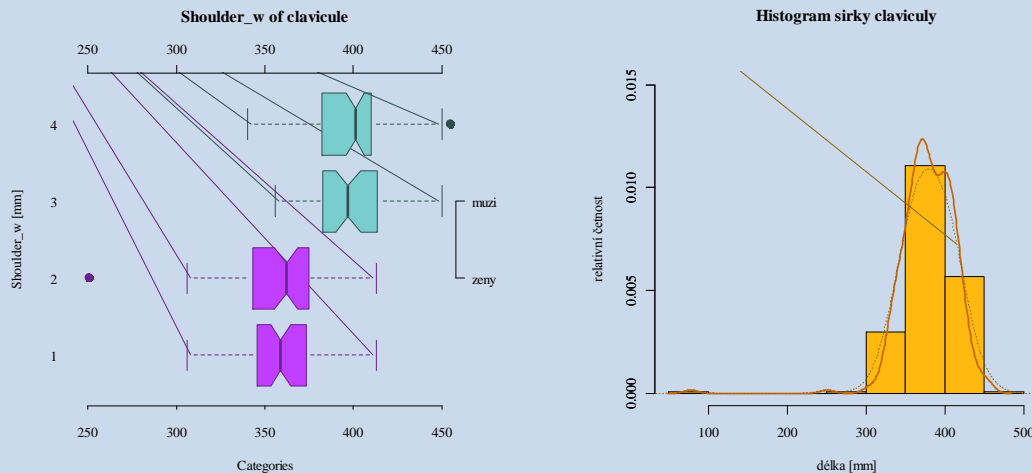 Shoulder_w of clavicule
250 300 350 400 450
4
3
2
1
Shoulder_w [mm]
muzi
zeny
250 300 350 400 450
Categories
Histogram sirky claviculy
0.015
0.010
0.005
0.000
relativní četnost
100 200 300 400 500
délka [mm]